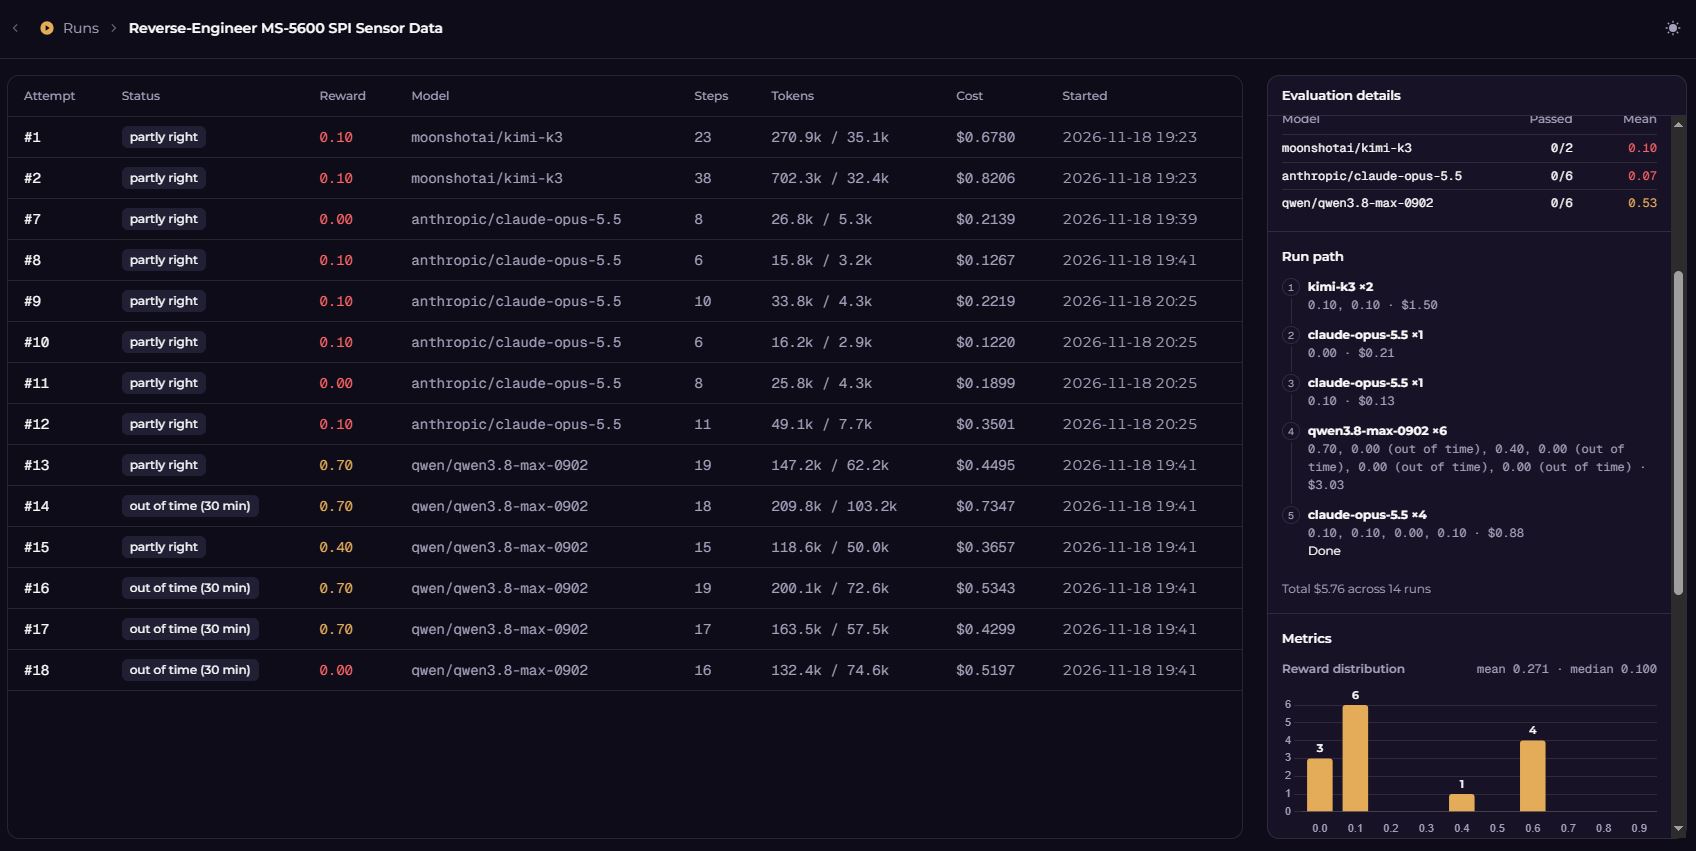 Runs > Reverse-Engineer MS-5600 SPI Sensor Data
Attempt Status Reward Model Steps Tokens Cost Started
#1 partly right 0.10 moonshotai/kimi-k3 23 270.9k / 35.1k $0.6780 2026-11-18 19:23
#2 partly right 0.10 moonshotai/kimi-k3 38 702.3k / 32.4k $0.8206 2026-11-18 19:23
#7 partly right 0.00 anthropic/claude-opus-5.5 8 26.8k / 5.3k $0.2139 2026-11-18 19:39
#8 partly right 0.10 anthropic/claude-opus-5.5 6 15.8k / 3.2k $0.1267 2026-11-18 19:41
#9 partly right 0.10 anthropic/claude-opus-5.5 10 33.8k / 4.3k $0.2219 2026-11-18 20:25
#10 partly right 0.10 anthropic/claude-opus-5.5 6 16.2k / 2.9k $0.1220 2026-11-18 20:25
#11 partly right 0.00 anthropic/claude-opus-5.5 8 25.8k / 4.3k $0.1899 2026-11-18 20:25
#12 partly right 0.10 anthropic/claude-opus-5.5 11 49.1k / 7.7k $0.3501 2026-11-18 20:25
#13 partly right 0.70 qwen/qwen3.8-max-0902 19 147.2k / 62.2k $0.4495 2026-11-18 19:41
#14 out of time (30 min) 0.70 qwen/qwen3.8-max-0902 18 209.8k / 103.2k $0.7347 2026-11-18 19:41
#15 partly right 0.40 qwen/qwen3.8-max-0902 15 118.6k / 50.0k $0.3657 2026-11-18 19:41
#16 out of time (30 min) 0.70 qwen/qwen3.8-max-0902 19 200.1k / 72.6k $0.5343 2026-11-18 19:41
#17 out of time (30 min) 0.70 qwen/qwen3.8-max-0902 17 163.5k / 57.5k $0.4299 2026-11-18 19:41
#18 out of time (30 min) 0.00 qwen/qwen3.8-max-0902 16 132.4k / 74.6k $0.5197 2026-11-18 19:41
Evaluation details
Model Passed Mean
moonshotai/kimi-k3 0/2 0.10
anthropic/claude-opus-5.5 0/6 0.07
qwen/qwen3.8-max-0902 0/6 0.53
Run path
1 kimi-k3 ×2
0.10, 0.10 · $1.50
2 claude-opus-5.5 ×1
0.00 · $0.21
3 claude-opus-5.5 ×1
0.10 · $0.13
4 qwen3.8-max-0902 ×6
0.70, 0.00 (out of time), 0.40, 0.00 (out of
time), 0.00 (out of time), 0.00 (out of time) ·
$3.03
5 claude-opus-5.5 ×4
0.10, 0.10, 0.00, 0.10 · $0.88
Done
Total $5.76 across 14 runs
Metrics
Reward distribution mean 0.271 · median 0.100
6
6
5
4
4
3
3
2
1
1
0
0.0 0.1 0.2 0.3 0.4 0.5 0.6 0.7 0.8 0.9